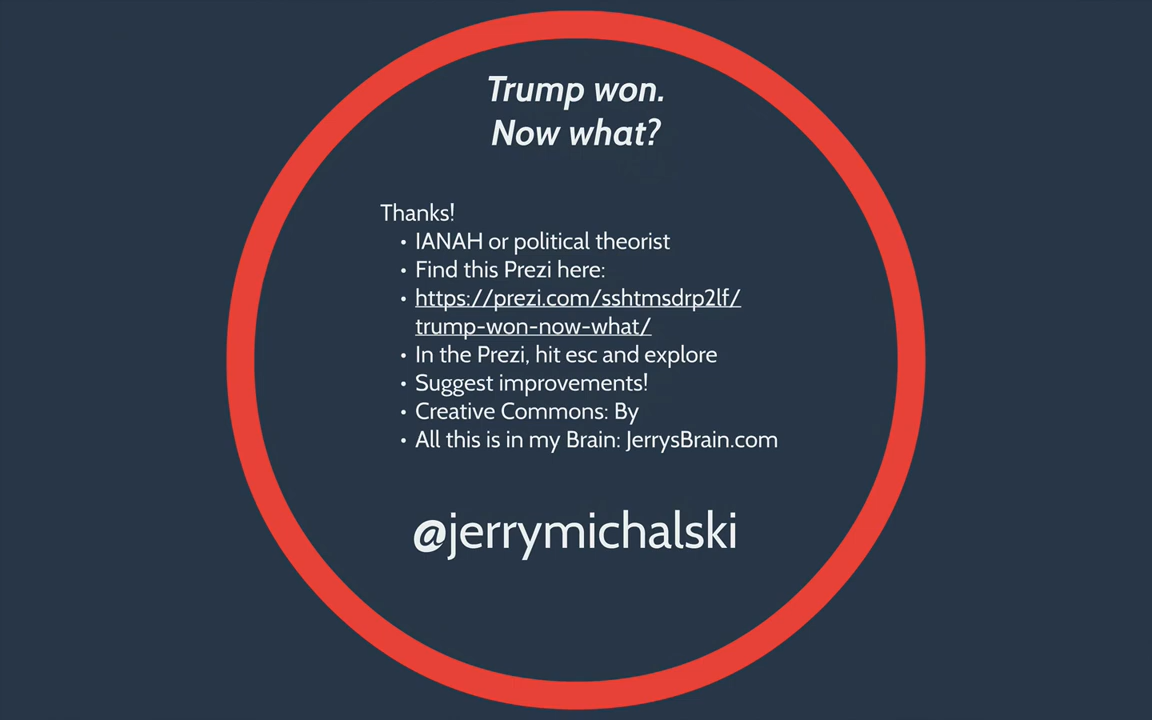 Trump won.
Now what?
Thanks!
• IANAH or political theorist
• Find this Prezi here:
• https://prezi.com/sshtmsdrp2lf/
trump-won-now-what/
• In the Prezi, hit esc and explore
• Suggest improvements!
• Creative Commons: By
• All this is in my Brain: JerrysBrain.com
@jerrymichalski